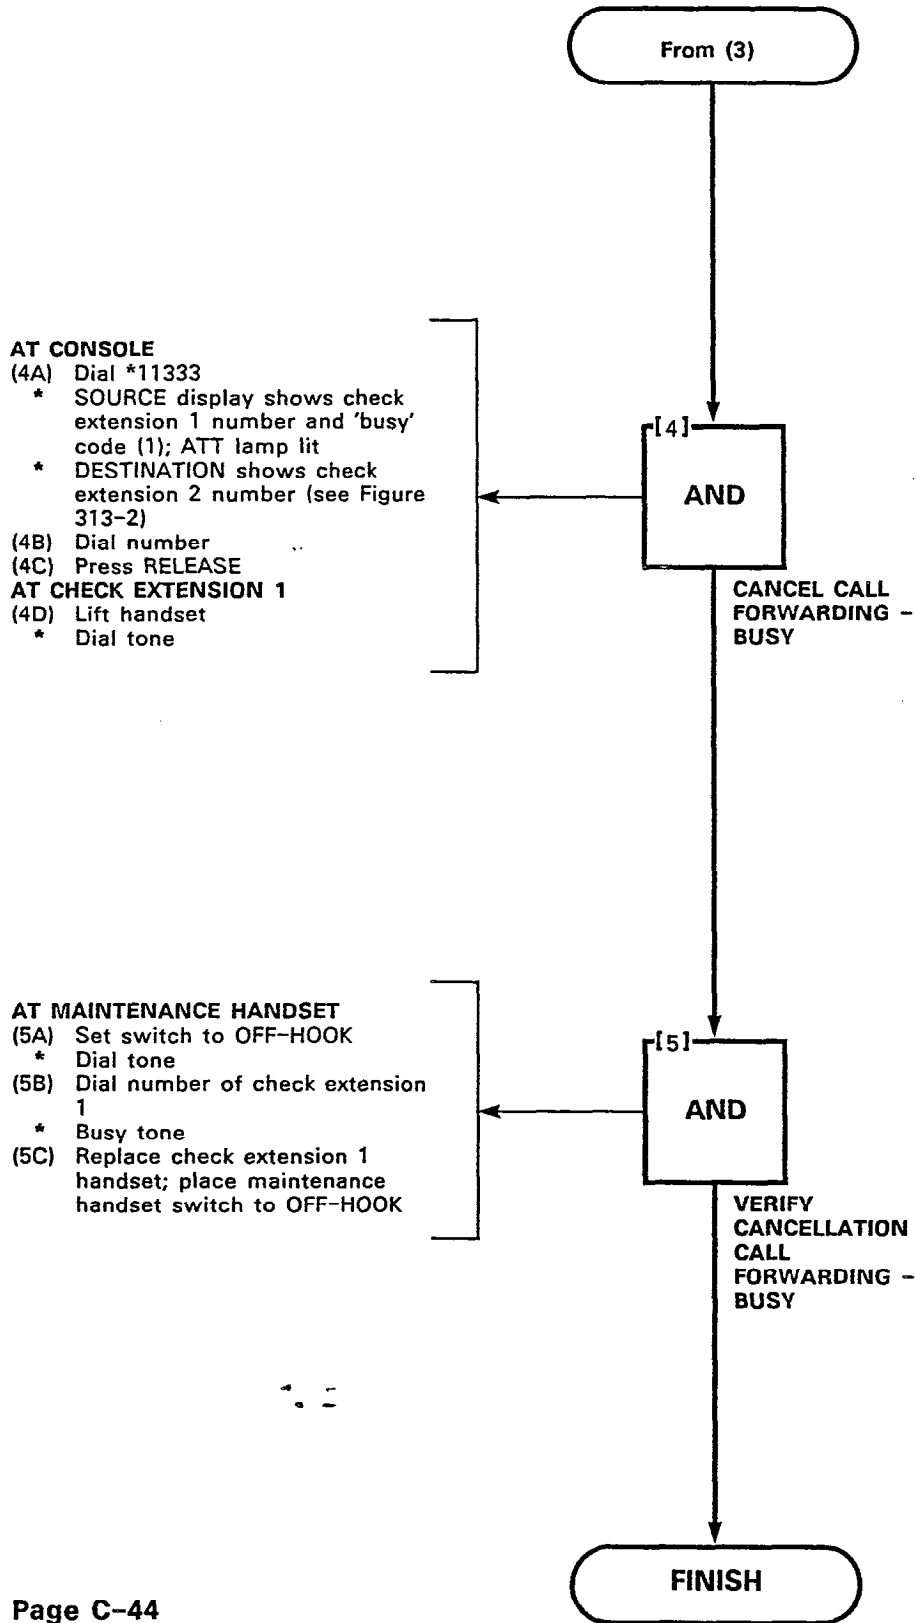 From (3)
AT CONSOLE
(4A) Dial *11333
* SOURCE display shows check
extension 1 number and 'busy'
code (1); ATT lamp lit
* DESTINATION shows check
extension 2 number (see Figure
313-2)
(4B) Dial number
(4C) Press RELEASE
AT CHECK EXTENSION 1
(4D) Lift handset
* Dial tone
[4]
AND
CANCEL CALL
FORWARDING –
BUSY
AT MAINTENANCE HANDSET
(5A) Set switch to OFF-HOOK
* Dial tone
(5B) Dial number of check extension
1
* Busy tone
(5C) Replace check extension 1
handset; place maintenance
handset switch to OFF-HOOK
[5]
AND
VERIFY
CANCELLATION
CALL
FORWARDING –
BUSY
FINISH
Page C-44